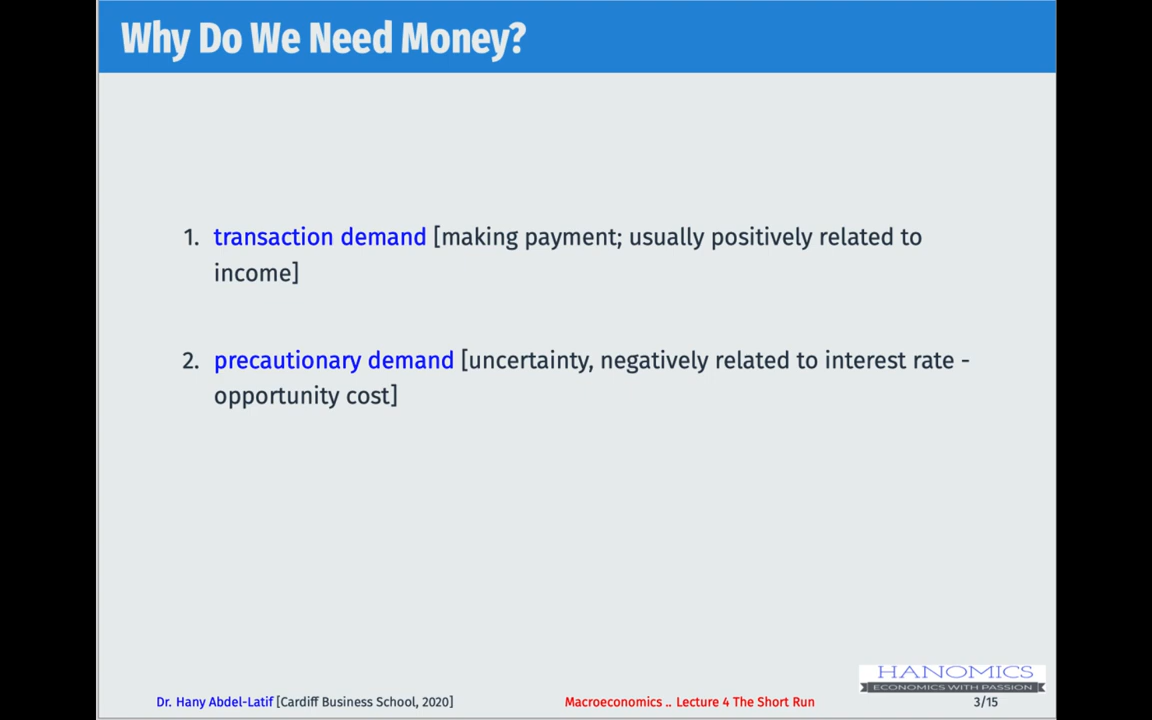 Why Do We Need Money?
1. transaction demand [making payment; usually positively related to
income]
2. precautionary demand [uncertainty, negatively related to interest rate -
opportunity cost]
HANOMICS
ECONOMICS WITH PASSION
Dr. Hany Abdel-Latif [Cardiff Business School, 2020] Macroeconomics .. Lecture 4 The Short Run 3/15